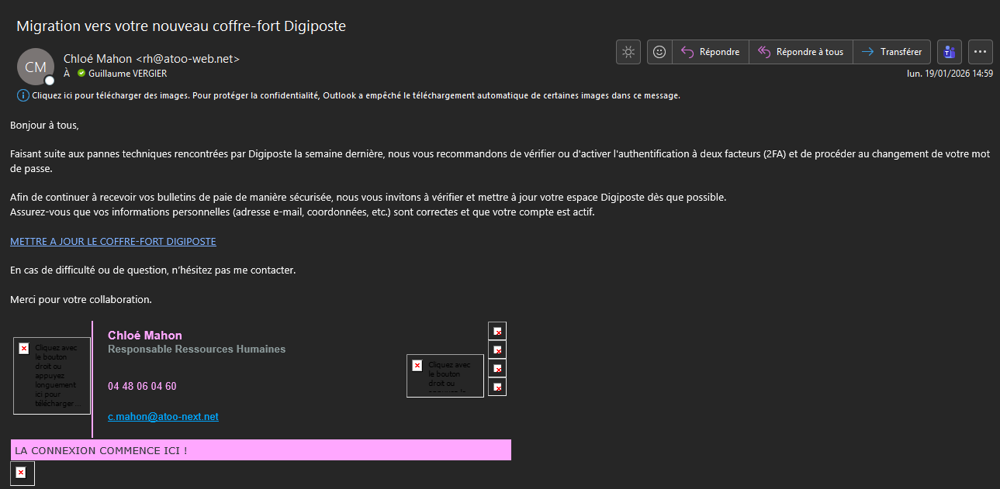 Migration vers votre nouveau coffre-fort Digiposte
CM
Chloé Mahon <rh@atoo-web.net>
À Guillaume VERGIER
Répondre
Répondre à tous
Transférer
lun. 19/01/2026 14:59
Cliquez ici pour télécharger des images. Pour protéger la confidentialité, Outlook a empêché le téléchargement automatique de certaines images dans ce message.
Bonjour à tous,
Faisant suite aux pannes techniques rencontrées par Digiposte la semaine dernière, nous vous recommandons de vérifier ou d'activer l'authentification à deux facteurs (2FA) et de procéder au changement de votre mot
de passe.
Afin de continuer à recevoir vos bulletins de paie de manière sécurisée, nous vous invitons à vérifier et mettre à jour votre espace Digiposte dès que possible.
Assurez-vous que vos informations personnelles (adresse e-mail, coordonnées, etc.) sont correctes et que votre compte est actif.
METTRE A JOUR LE COFFRE-FORT DIGIPOSTE
En cas de difficulté ou de question, n'hésitez pas me contacter.
Merci pour votre collaboration.
Cliquez avec
le bouton
droit ou
appuyez
longuement
ici pour
télécharger...
Chloé Mahon
Responsable Ressources Humaines
04 48 06 04 60
c.mahon@atoo-next.net
Cliquez avec
le bouton
droit ou
LA CONNEXION COMMENCE ICI !